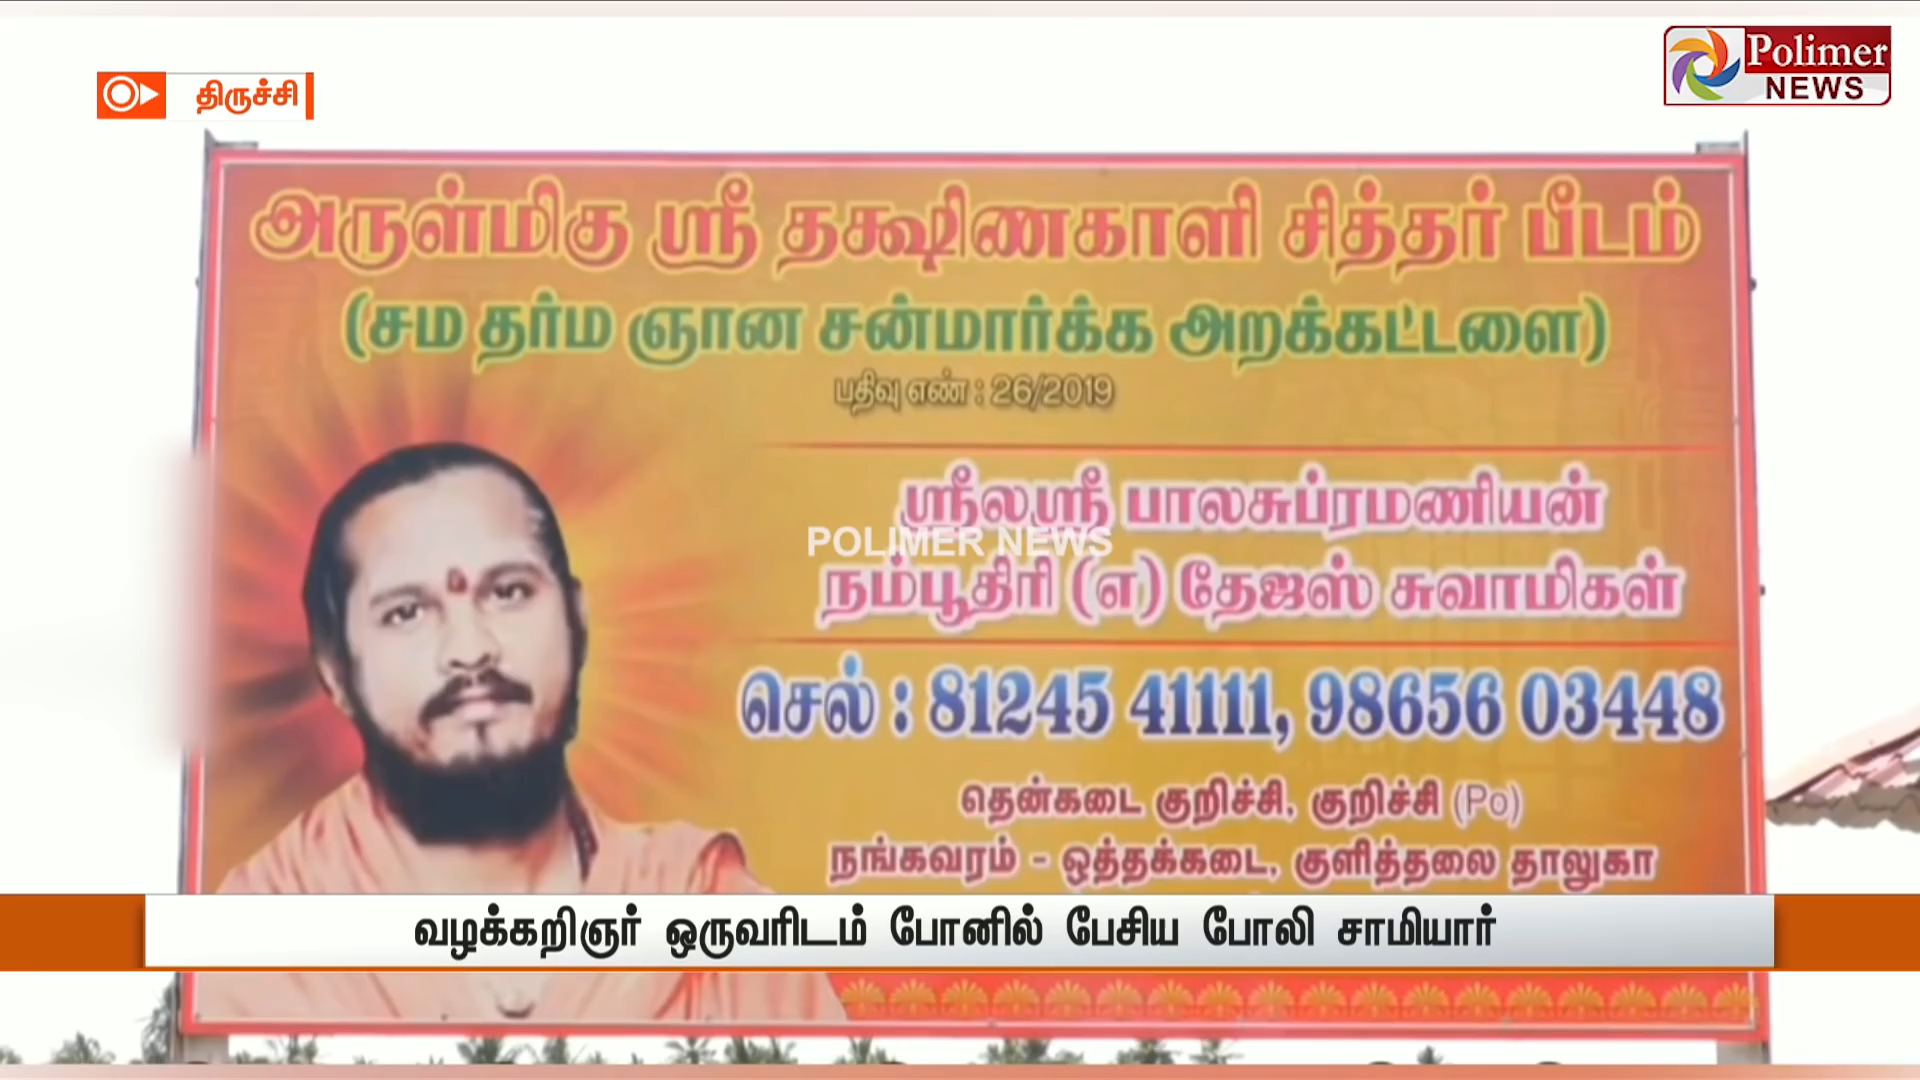 Polimer
NEWS
திருச்சி
அருள்மிகு ஸ்ரீ தக்ஷிணகாளி சித்தர் பீடம்
(சம தர்ம ஞான சன்மார்க்க அறக்கட்டளை)
பதிவு எண் : 26/2019
ஸ்ரீலஸ்ரீ பாலசுப்ரமணியன்
POLIMER NEWS
நம்பூதிரி (எ) தேஜஸ் சுவாமிகள்
செல் : 81245 41111, 98656 03448
தென்கடை குறிச்சி, குறிச்சி (Po)
நங்கவரம் - ஒத்தக்கடை, குளித்தலை தாலுகா
வழக்கறிஞர் ஒருவரிடம் போனில் பேசிய போலி சாமியார்